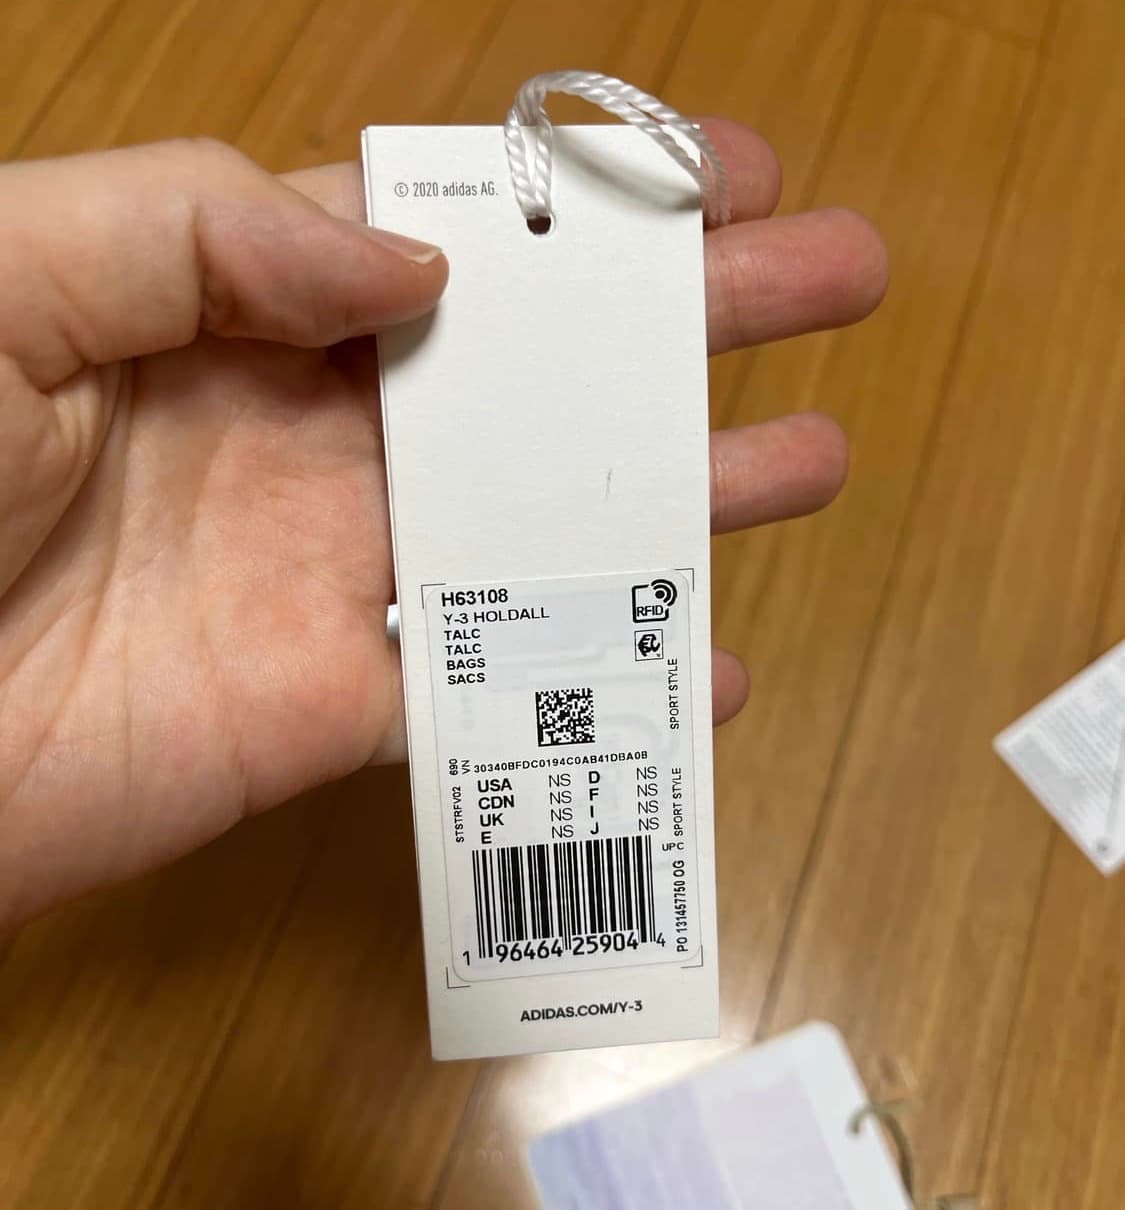 © 2020 adidas AG.
H63108
Y-3 HOLDALL
TALC
TALC
BAGS
SACS
RFID
SPORT STYLE
30340BFDC0194C0AB41DBA0B
690
VN
STSTRFV02
USA NS D NS
CDN NS F NS
UK NS I NS
E NS J NS
SPORT STYLE
UPC
PO 131457750 OG
1 96464 25904 4
ADIDAS.COM/Y-3